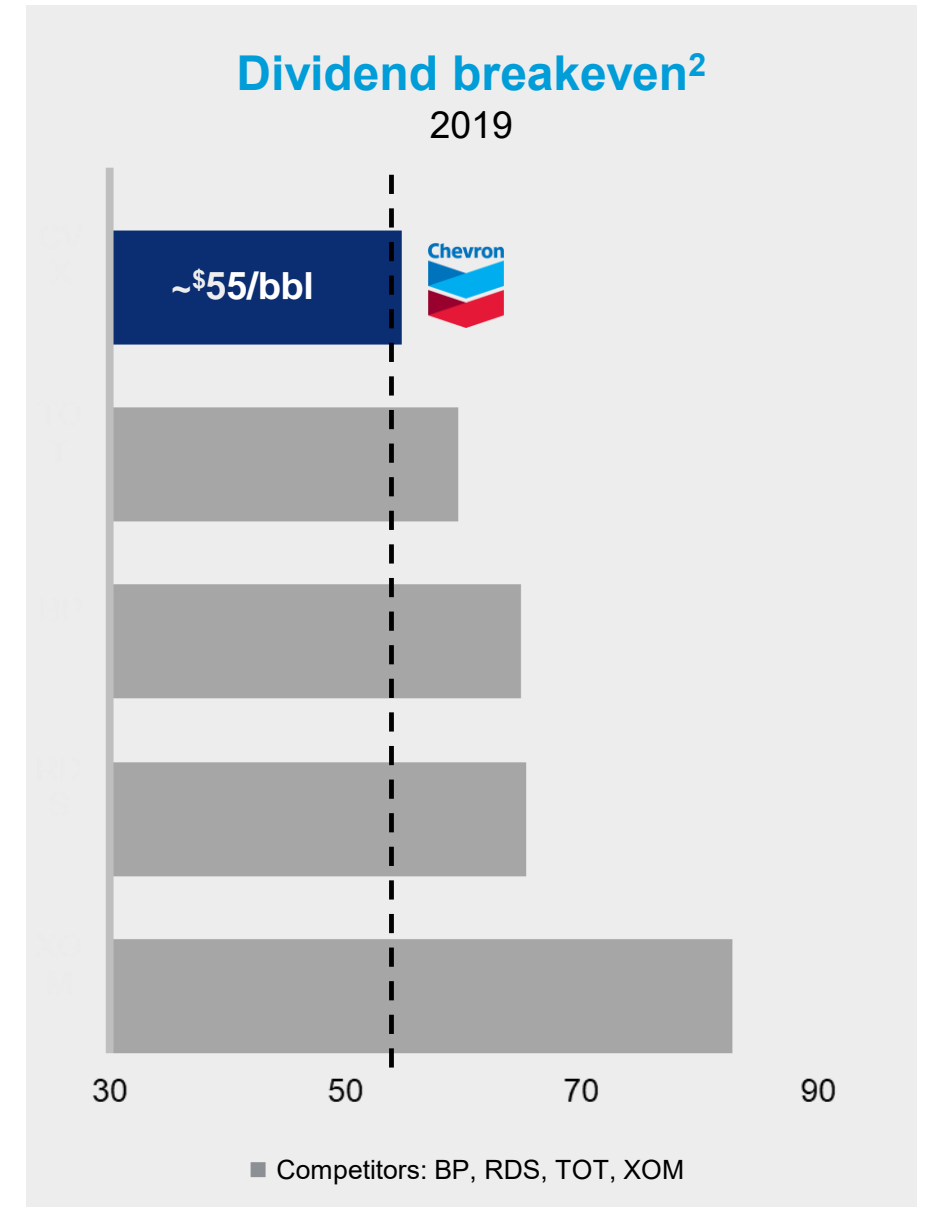 Dividend breakeven²
2019
Chevron
~$55/bbl
30 50 70 90
Competitors: BP, RDS, TOT, XOM